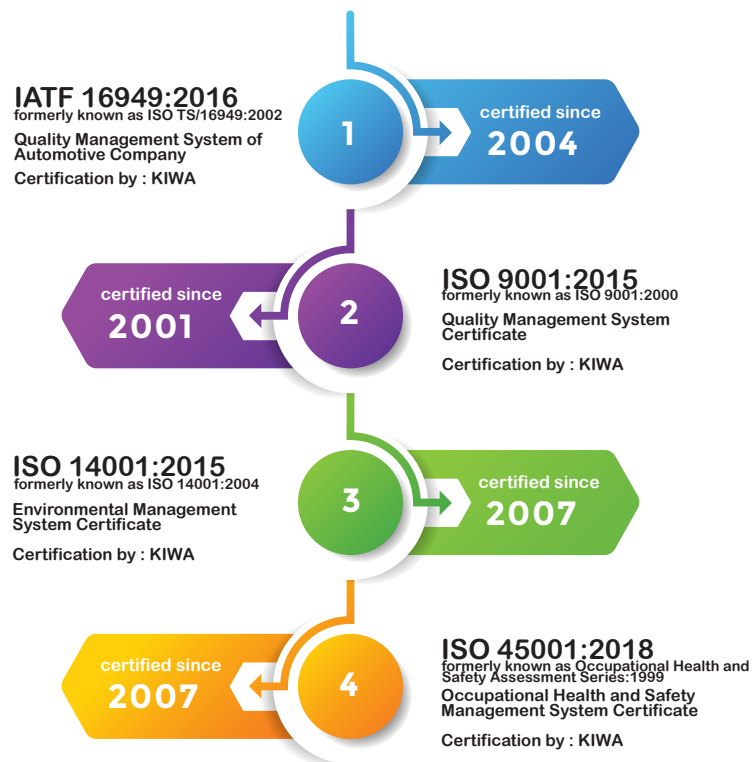 IATF 16949:2016
formerly known as ISO TS/16949:2002
Quality Management System of
Automotive Company
Certification by : KIWA
1
certified since
2004
certified since
2001
2
ISO 9001:2015
formerly known as ISO 9001:2000
Quality Management System
Certificate
Certification by : KIWA
ISO 14001:2015
formerly known as ISO 14001:2004
Environmental Management
System Certificate
Certification by : KIWA
3
certified since
2007
certified since
2007
4
ISO 45001:2018
formerly known as Occupational Health and
Safety Assessment Series:1999
Occupational Health and Safety
Management System Certificate
Certification by : KIWA